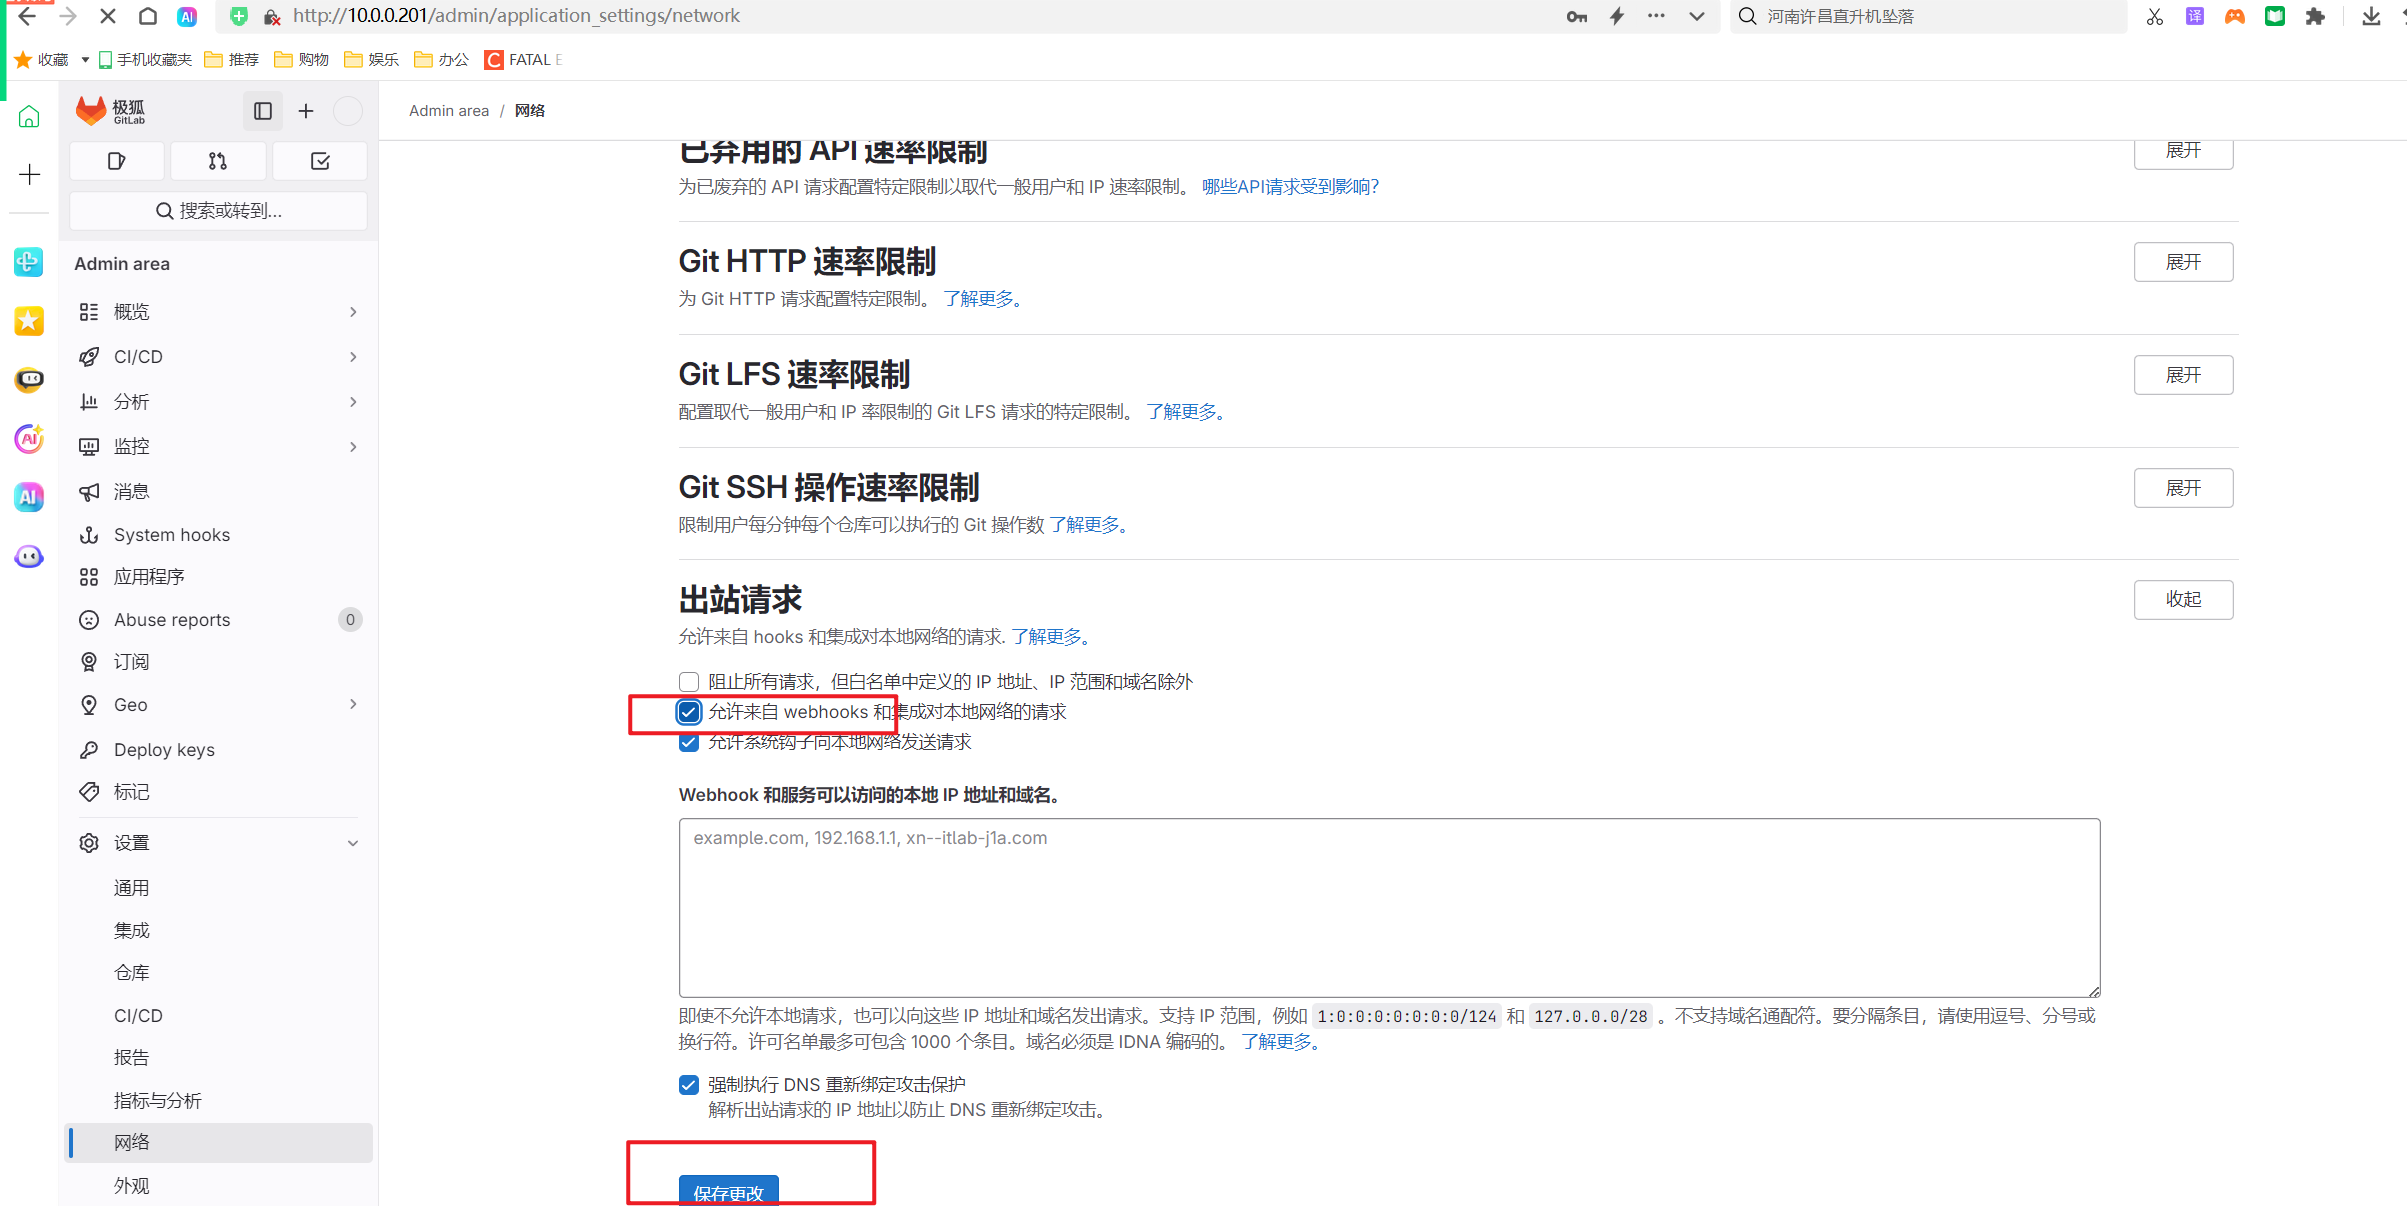 http://10.0.0.201/admin/application_settings/network
河南许昌直升机坠落
收藏
手机收藏夹
推荐
购物
娱乐
办公
FATAL E
极狐
GitLab
Admin area / 网络
搜索或转到...
Admin area
概览
CI/CD
分析
监控
消息
System hooks
应用程序
Abuse reports 0
订阅
Geo
Deploy keys
标记
设置
通用
集成
仓库
CI/CD
报告
指标与分析
网络
外观
已弃用的 API 速率限制
展开
为已废弃的 API 请求配置特定限制以取代一般用户和 IP 速率限制。 哪些API请求受到影响?
Git HTTP 速率限制
展开
为 Git HTTP 请求配置特定限制。 了解更多。
Git LFS 速率限制
展开
配置取代一般用户和 IP 率限制的 Git LFS 请求的特定限制。 了解更多。
Git SSH 操作速率限制
展开
限制用户每分钟每个仓库可以执行的 Git 操作数 了解更多。
出站请求
收起
允许来自 hooks 和集成对本地网络的请求. 了解更多。
阻止所有请求，但白名单中定义的 IP 地址、IP 范围和域名除外
允许来自 webhooks 和集成对本地网络的请求
允许系统钩子向本地网络发送请求
Webhook 和服务可以访问的本地 IP 地址和域名。
example.com, 192.168.1.1, xn--itlab-j1a.com
即使不允许本地请求，也可以向这些 IP 地址和域名发出请求。支持 IP 范围，例如 1:0:0:0:0:0:0:0/124 和 127.0.0.0/28 。不支持域名通配符。要分隔条目，请使用逗号、分号或
换行符。许可名单最多可包含 1000 个条目。域名必须是 IDNA 编码的。 了解更多。
强制执行 DNS 重新绑定攻击保护
解析出站请求的 IP 地址以防止 DNS 重新绑定攻击。
保存更改